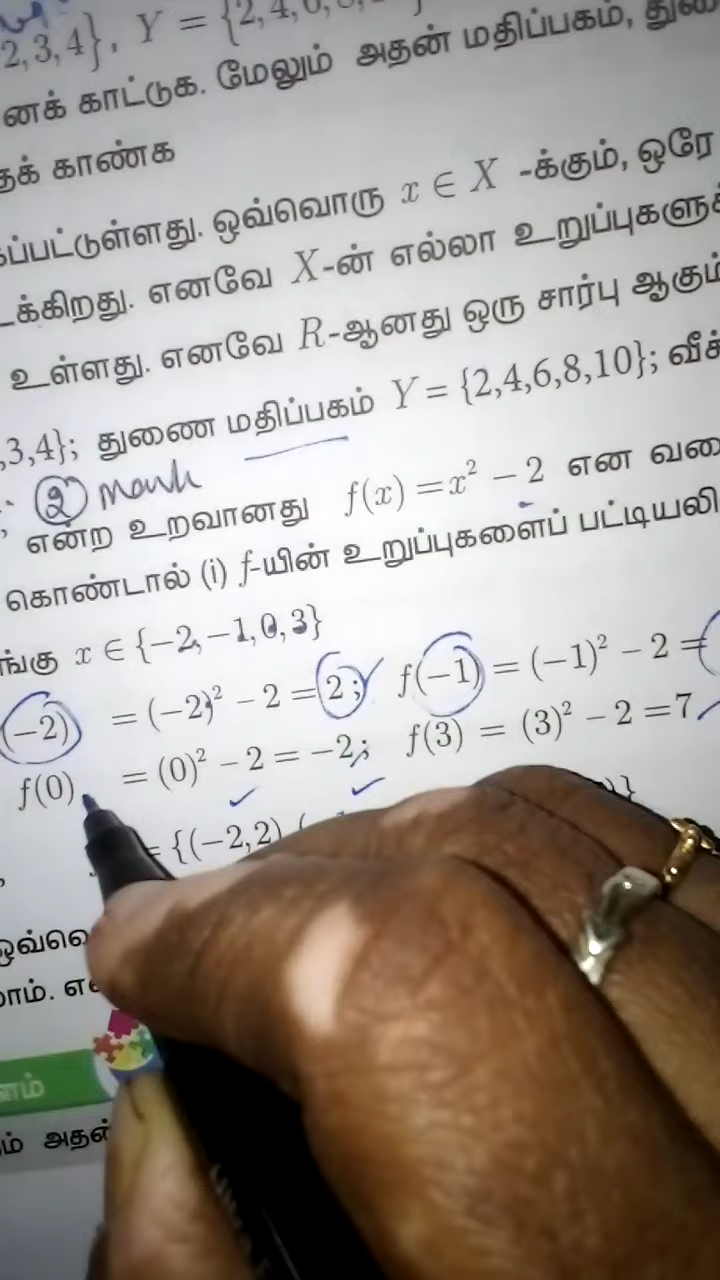 2,3,4}, Y = {2,4,6,
னக் காட்டுக. மேலும் அதன் மதிப்பகம்,
தக் காண்க
கப்பட்டுள்ளது. ஒவ்வொரு x ∈ X -க்கும், ஒரே
டக்கிறது. எனவே X-ன் எல்லா உறுப்புகளுக்
உள்ளது. எனவே R-ஆனது ஒரு சார்பு ஆகும்
,3,4}; துணை மதிப்பகம் Y = {2,4,6,8,10}; வீச்
② mark
என்ற உறவானது f(x) = x² − 2 என வரை
கொண்டால் (i) f-யின் உறுப்புகளைப் பட்டியலி
ங்கு x ∈ {−2,−1,0,3}
(−2) = (−2)² − 2 = 2; f(−1) = (−1)² − 2 =
f(0) = (0)² − 2 = −2; f(3) = (3)² − 2 = 7
= {(−2,2)
ஒவ்வெ
ாம்.
ளம்
ம் அதன்